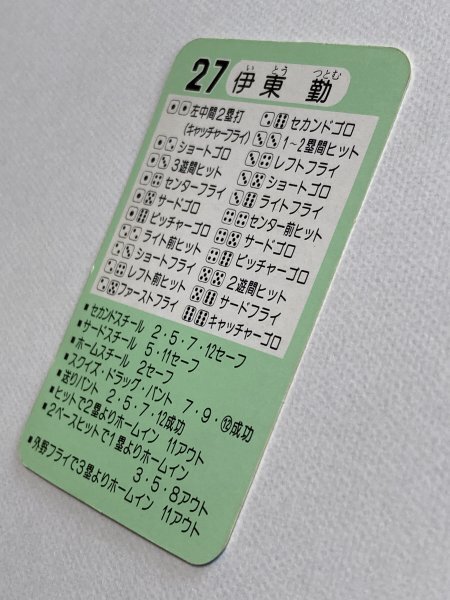 27 伊東 勤
いとう つとむ
⚀⚀左中間2塁打
(キャッチャーフライ)
ショートゴロ
3遊間ヒット
センターフライ
サードゴロ
ピッチャーゴロ
ライト前ヒット
ショートフライ
レフト前ヒット
ファーストフライ
セカンドゴロ
1~2塁間ヒット
レフトフライ
ショートゴロ
ライトフライ
センター前ヒット
サードゴロ
ピッチャーゴロ
2遊間ヒット
サードフライ
キャッチャーゴロ
■セカンドスチール 2・5・7・12セーフ
■サードスチール 5・11セーフ
■ホームスチール 2セーフ
■スクイズ・ドラッグ・バント 7・9・⑫成功
■送りバント 2・5・7・12成功
■ヒットで2塁よりホームイン 11アウト
■2ベースヒットで1塁よりホームイン
3・5・8アウト
■外野フライで3塁よりホームイン 11アウト